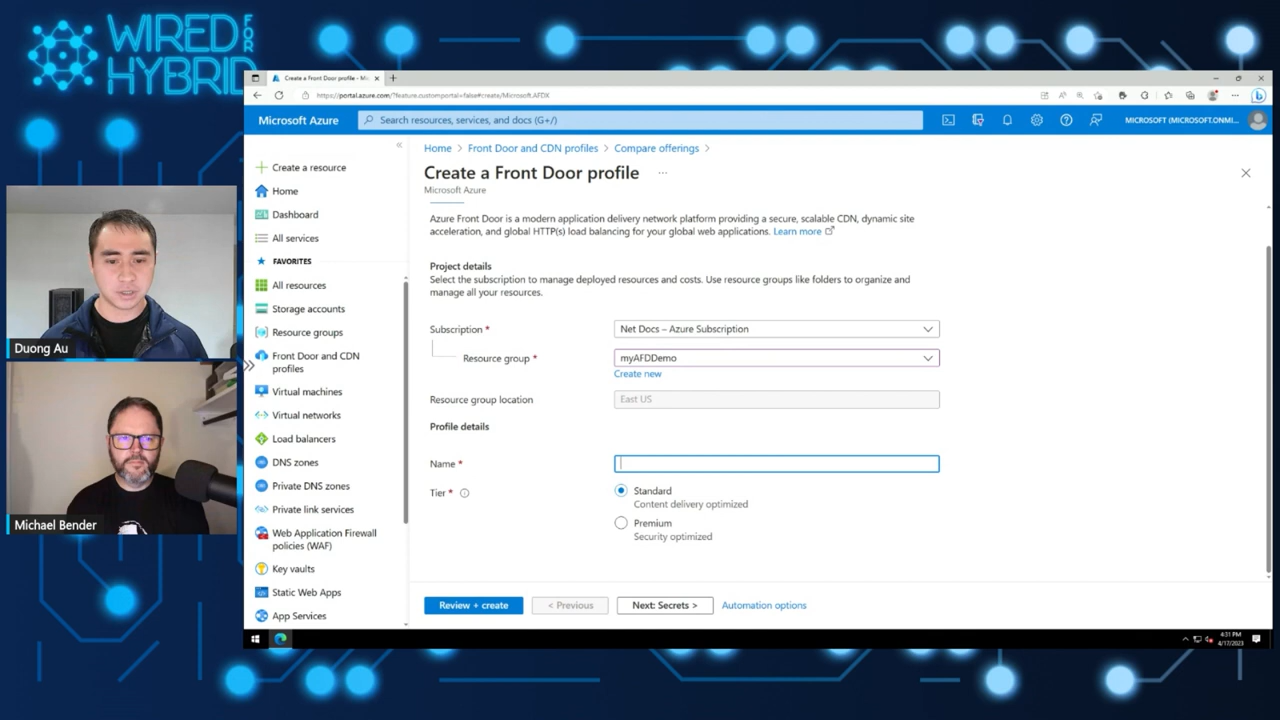 WIRED FOR
HYBRID
Create a Front Door profile - Mi
https://portal.azure.com/?feature.customportal=false#create/Microsoft.AFDX
Microsoft Azure
Search resources, services, and docs (G+/)
MICROSOFT (MICROSOFT.ONMI...
Create a resource
Home
Dashboard
All services
FAVORITES
All resources
Storage accounts
Resource groups
Front Door and CDN
profiles
Virtual machines
Virtual networks
Load balancers
DNS zones
Private DNS zones
Private link services
Web Application Firewall
policies (WAF)
Key vaults
Static Web Apps
App Services
Home > Front Door and CDN profiles > Compare offerings >
Create a Front Door profile ...
Microsoft Azure
Azure Front Door is a modern application delivery network platform providing a secure, scalable CDN, dynamic site
acceleration, and global HTTP(s) load balancing for your global web applications. Learn more
Project details
Select the subscription to manage deployed resources and costs. Use resource groups like folders to organize and
manage all your resources.
Subscription * Net Docs – Azure Subscription
Resource group * myAFDDemo
Create new
Resource group location East US
Profile details
Name *
Tier * Standard
Content delivery optimized
Premium
Security optimized
Review + create < Previous Next: Secrets > Automation options
4:31 PM
4/17/2023
Duong Au
Michael Bender